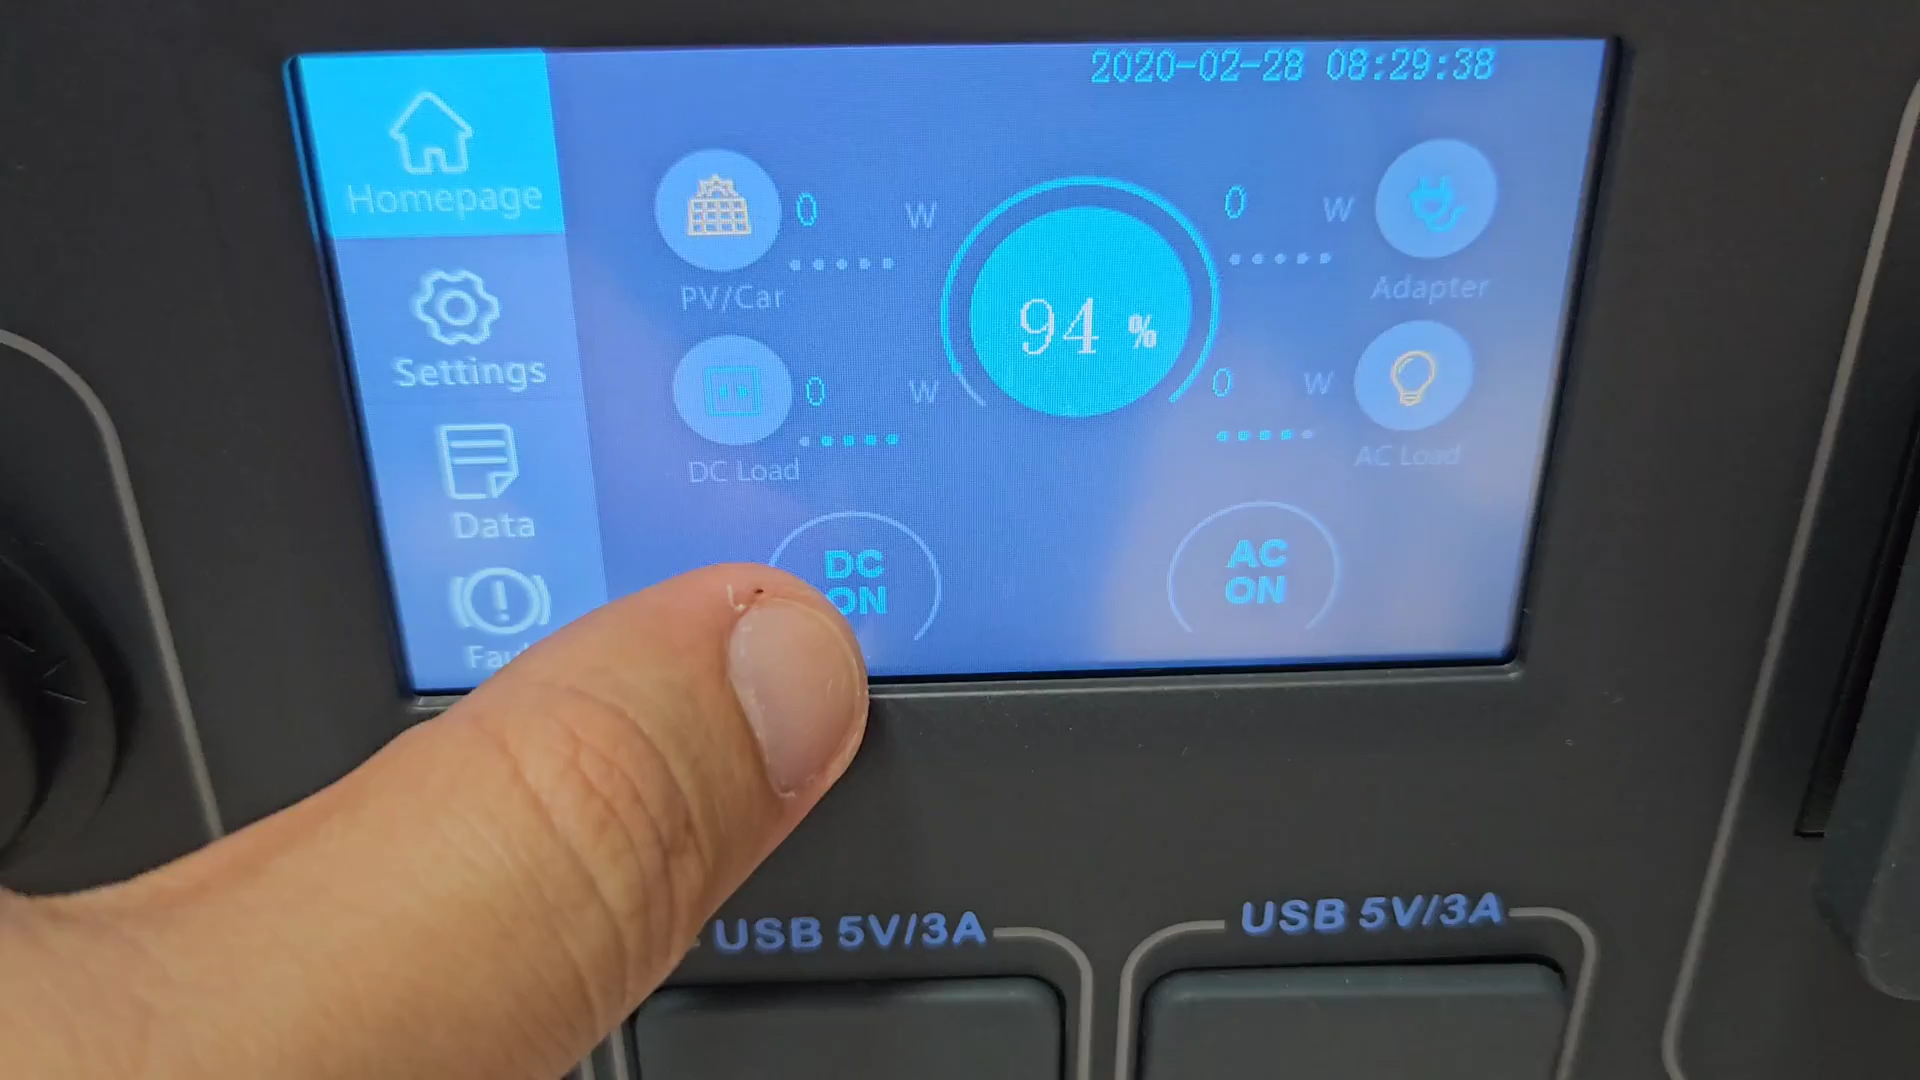 2020-02-28 08:29:38
Homepage
Settings
Data
PV/Car
0 W
DC Load
0 W
94 %
0 W
Adapter
0 W
AC Load
DC
ON
AC
ON
USB 5V/3A
USB 5V/3A